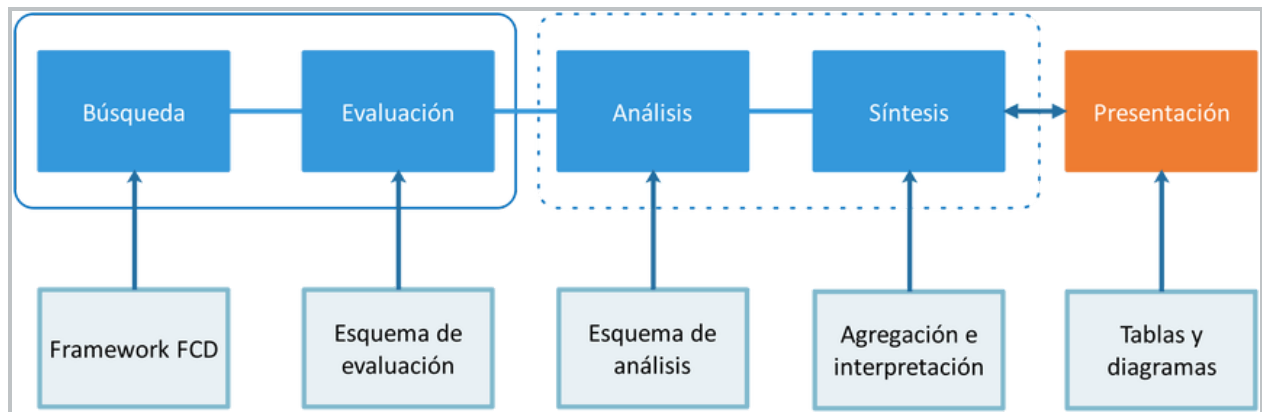 Búsqueda
Evaluación
Análisis
Síntesis
Presentación
Framework FCD
Esquema de
evaluación
Esquema de
análisis
Agregación e
interpretación
Tablas y
diagramas